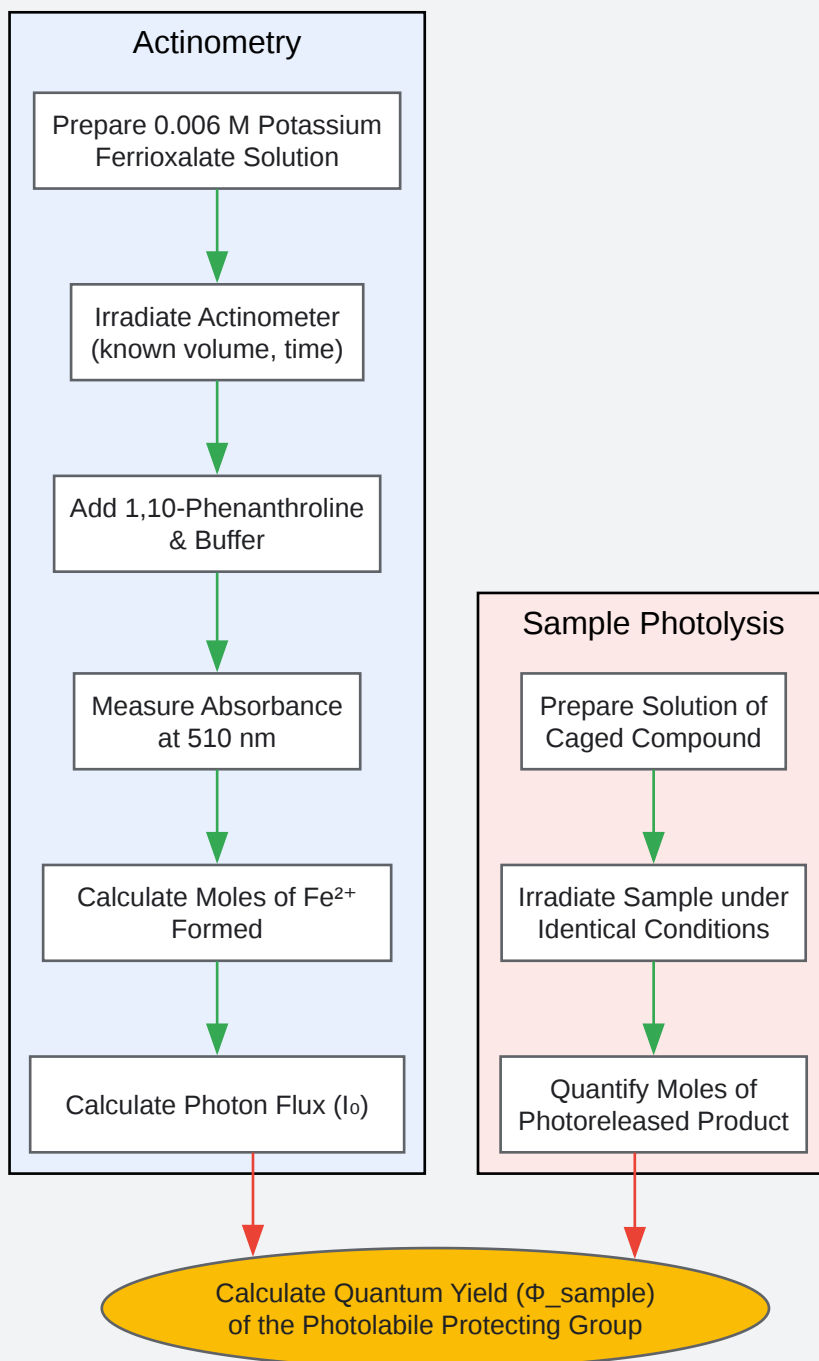 Actinometry
Prepare 0.006 M Potassium
Ferrioxalate Solution
Irradiate Actinometer
(known volume, time)
Add 1,10-Phenanthroline
& Buffer
Measure Absorbance
at 510 nm
Calculate Moles of Fe²⁺
Formed
Calculate Photon Flux (I₀)
Sample Photolysis
Prepare Solution of
Caged Compound
Irradiate Sample under
Identical Conditions
Quantify Moles of
Photoreleased Product
Calculate Quantum Yield (Φ_sample)
of the Photolabile Protecting Group